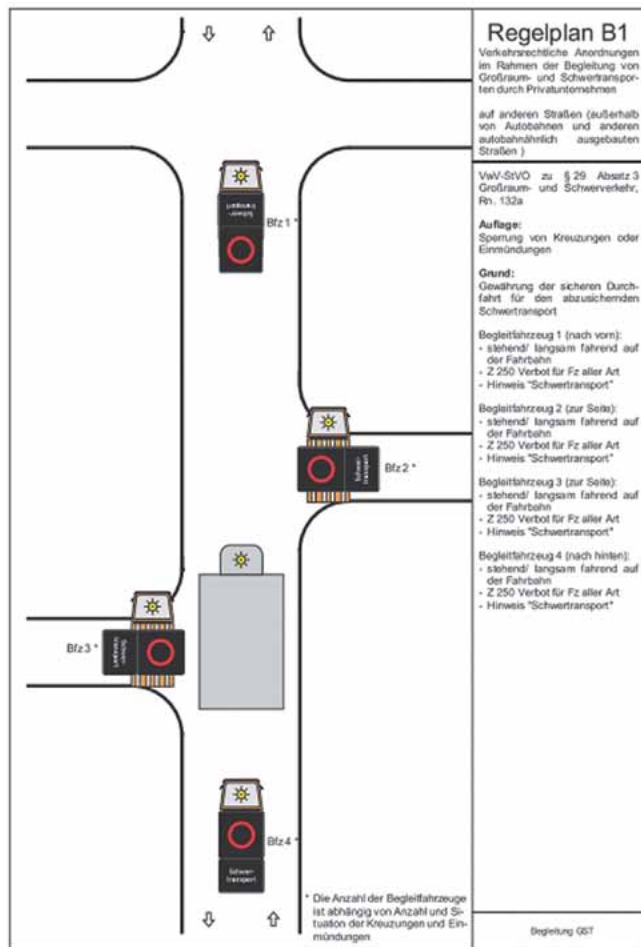 Regelplan B1
Verkehrsrechtliche Anordnungen
im Rahmen der Begleitung von
Großraum- und Schwertranspor-
ten durch Privatunternehmen
auf anderen Straßen (außerhalb
von Autobahnen und anderen
autobahnähnlich ausgebauten
Straßen )
VwV-StVO zu § 29 Absatz 3
Großraum- und Schwerverkehr,
Rn. 132a
Auflage:
Sperrung von Kreuzungen oder
Einmündungen
Grund:
Gewährung der sicheren Durch-
fahrt für den abzusichernden
Schwertransport
Begleitfahrzeug 1 (nach vorn):
- stehend/ langsam fahrend auf
der Fahrbahn
- Z 250 Verbot für Fz aller Art
- Hinweis "Schwertransport"
Begleitfahrzeug 2 (zur Seite):
- stehend/ langsam fahrend auf
der Fahrbahn
- Z 250 Verbot für Fz aller Art
- Hinweis "Schwertransport"
Begleitfahrzeug 3 (zur Seite):
- stehend/ langsam fahrend auf
der Fahrbahn
- Z 250 Verbot für Fz aller Art
- Hinweis "Schwertransport"
Begleitfahrzeug 4 (nach hinten):
- stehend/ langsam fahrend auf
der Fahrbahn
- Z 250 Verbot für Fz aller Art
- Hinweis "Schwertransport"
Schwer-
transport
Bfz 1 *
Schwer-
transport
Bfz 2 *
Bfz 3 *
Schwer-
transport
Bfz 4 *
Schwer-
transport
* Die Anzahl der Begleitfahrzeuge
ist abhängig von Anzahl und Si-
tuation der Kreuzungen und Ein-
mündungen
Begleitung GST